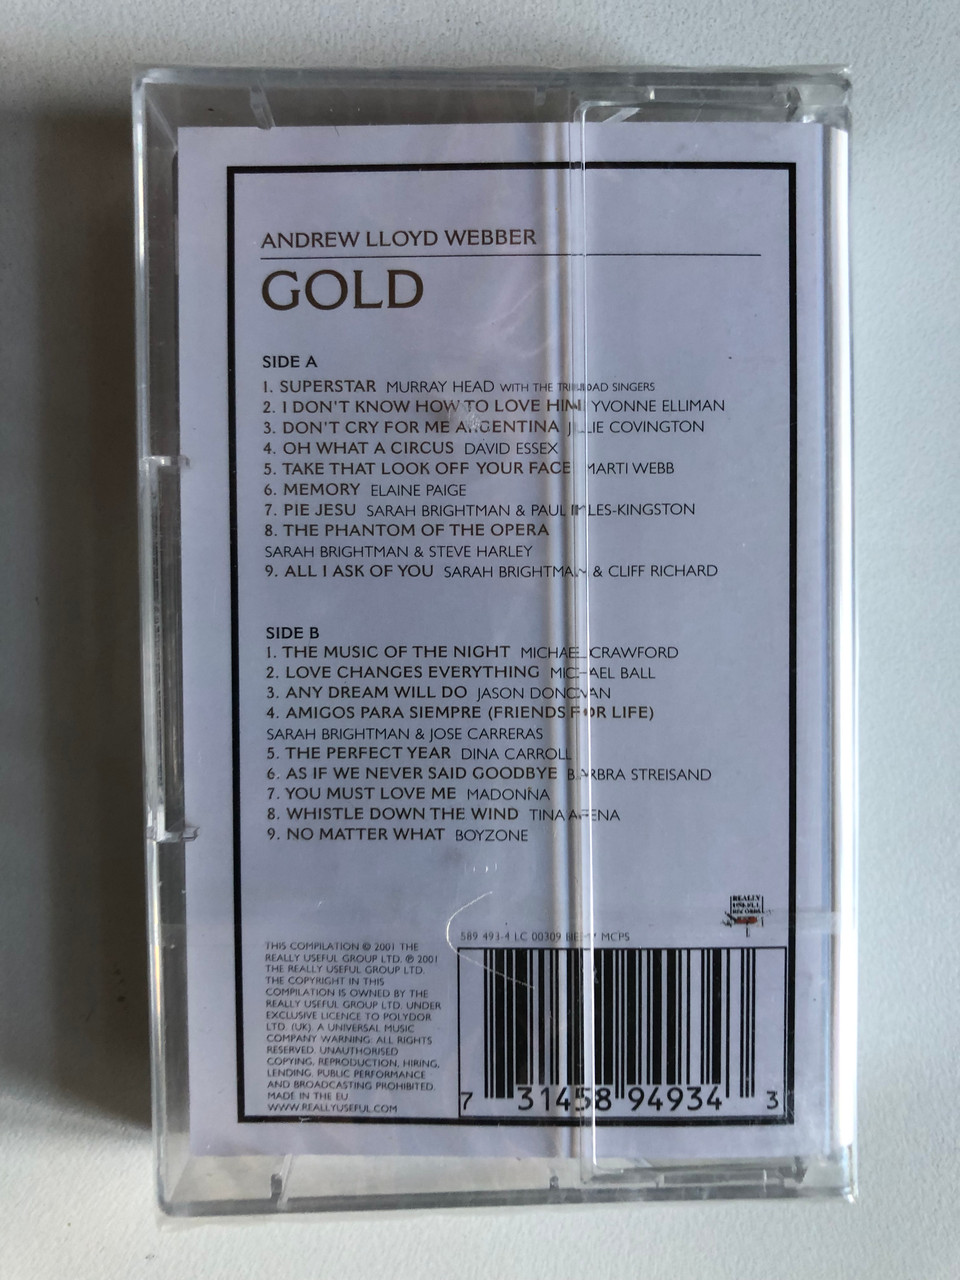 ANDREW LLOYD WEBBER
GOLD
SIDE A
1. SUPERSTAR MURRAY HEAD WITH THE TRINIDAD SINGERS
2. I DON'T KNOW HOW TO LOVE HIM YVONNE ELLIMAN
3. DON'T CRY FOR ME ARGENTINA JULIE COVINGTON
4. OH WHAT A CIRCUS DAVID ESSEX
5. TAKE THAT LOOK OFF YOUR FACE MARTI WEBB
6. MEMORY ELAINE PAIGE
7. PIE JESU SARAH BRIGHTMAN & PAUL MILES-KINGSTON
8. THE PHANTOM OF THE OPERA
SARAH BRIGHTMAN & STEVE HARLEY
9. ALL I ASK OF YOU SARAH BRIGHTMAN & CLIFF RICHARD
SIDE B
1. THE MUSIC OF THE NIGHT MICHAEL CRAWFORD
2. LOVE CHANGES EVERYTHING MICHAEL BALL
3. ANY DREAM WILL DO JASON DONOVAN
4. AMIGOS PARA SIEMPRE (FRIENDS FOR LIFE)
SARAH BRIGHTMAN & JOSE CARRERAS
5. THE PERFECT YEAR DINA CARROLL
6. AS IF WE NEVER SAID GOODBYE BARBRA STREISAND
7. YOU MUST LOVE ME MADONNA
8. WHISTLE DOWN THE WIND TINA ARENA
9. NO MATTER WHAT BOYZONE
REALLY
USEFUL
RECORDS
589 493-4 LC 00309 BIEM* MCPS
THIS COMPILATION © 2001 THE
REALLY USEFUL GROUP LTD. ℗ 2001
THE REALLY USEFUL GROUP LTD.
THE COPYRIGHT IN THIS
COMPILATION IS OWNED BY THE
REALLY USEFUL GROUP LTD. UNDER
EXCLUSIVE LICENCE TO POLYDOR
LTD. (UK). A UNIVERSAL MUSIC
COMPANY WARNING: ALL RIGHTS
RESERVED. UNAUTHORISED
COPYING, REPRODUCTION, HIRING,
LENDING, PUBLIC PERFORMANCE
AND BROADCASTING PROHIBITED.
MADE IN THE EU.
WWW.REALLYUSEFUL.COM
7 31458 94934 3